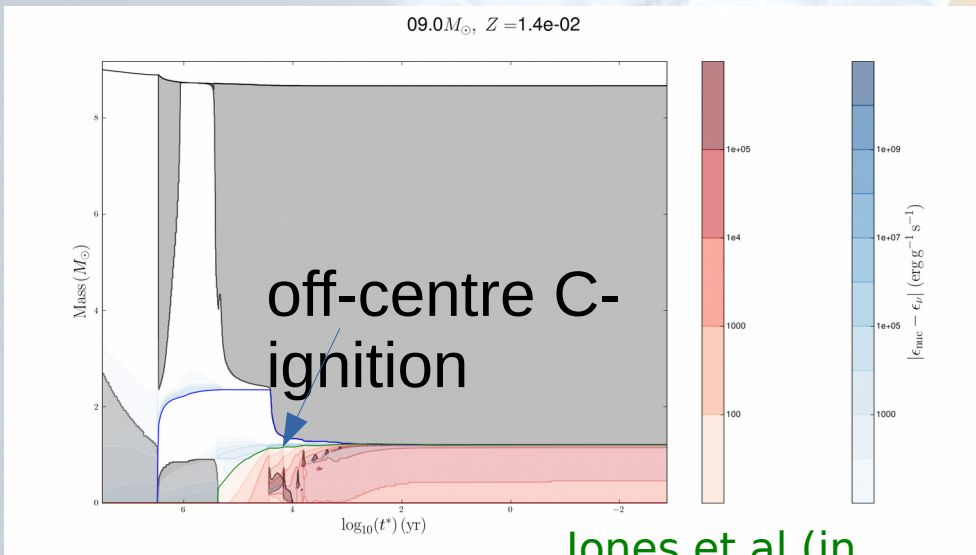 09.0M⊙, Z =1.4e-02
8
6
4
2
0
Mass (M⊙)
6
4
2
0
−2
log10(t*) (yr)
off-centre C-
ignition
1e+05
1e4
1000
100
1e+09
1e+07
1e+05
1000
|ϵnuc − ϵν| (erg g−1 s−1)
Jones et al (in